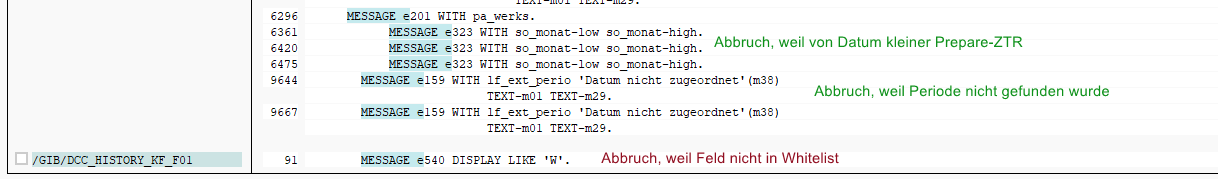 TEXT-m01 TEXT-m29.
6296 MESSAGE e201 WITH pa_werks.
6361 MESSAGE e323 WITH so_monat-low so_monat-high.
6420 MESSAGE e323 WITH so_monat-low so_monat-high. Abbruch, weil von Datum kleiner Prepare-ZTR
6475 MESSAGE e323 WITH so_monat-low so_monat-high.
9644 MESSAGE e159 WITH lf_ext_perio 'Datum nicht zugeordnet'(m38)
TEXT-m01 TEXT-m29. Abbruch, weil Periode nicht gefunden wurde
9667 MESSAGE e159 WITH lf_ext_perio 'Datum nicht zugeordnet'(m38)
TEXT-m01 TEXT-m29.
/GIB/DCC_HISTORY_KF_F01 91 MESSAGE e540 DISPLAY LIKE 'W'. Abbruch, weil Feld nicht in Whitelist